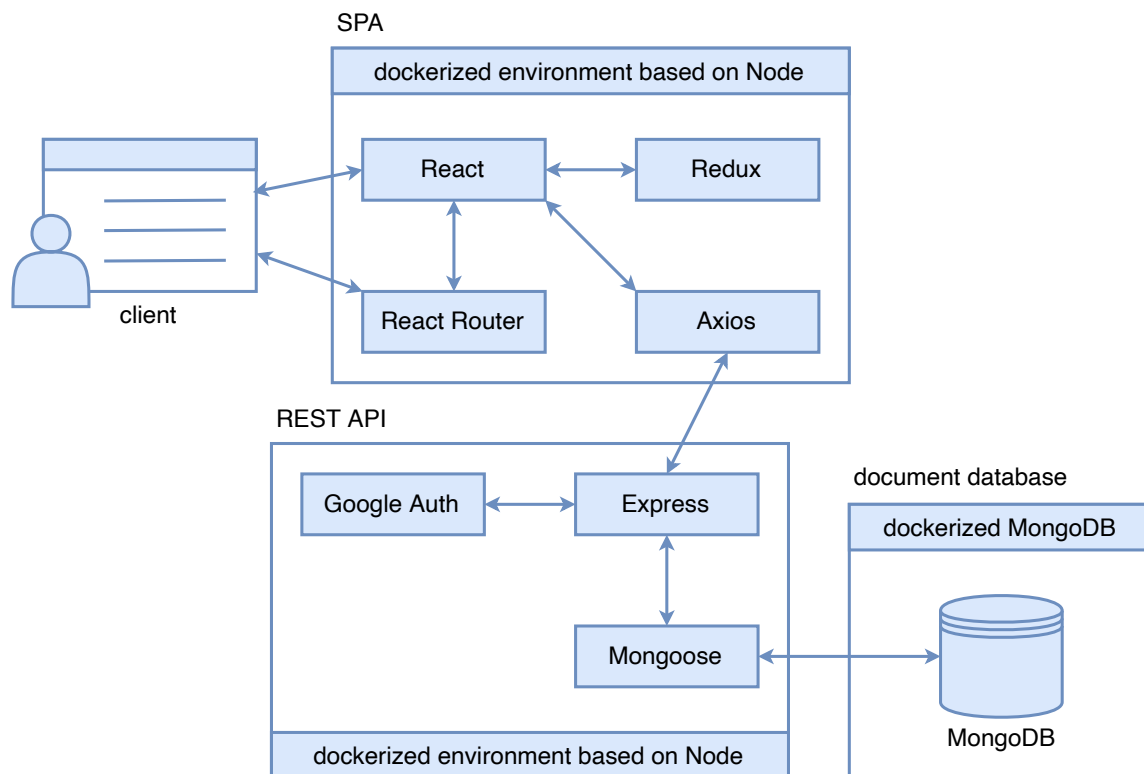 SPA
dockerized environment based on Node
React
Redux
client
React Router
Axios
REST API
Google Auth
Express
document database
dockerized MongoDB
Mongoose
MongoDB
dockerized environment based on Node